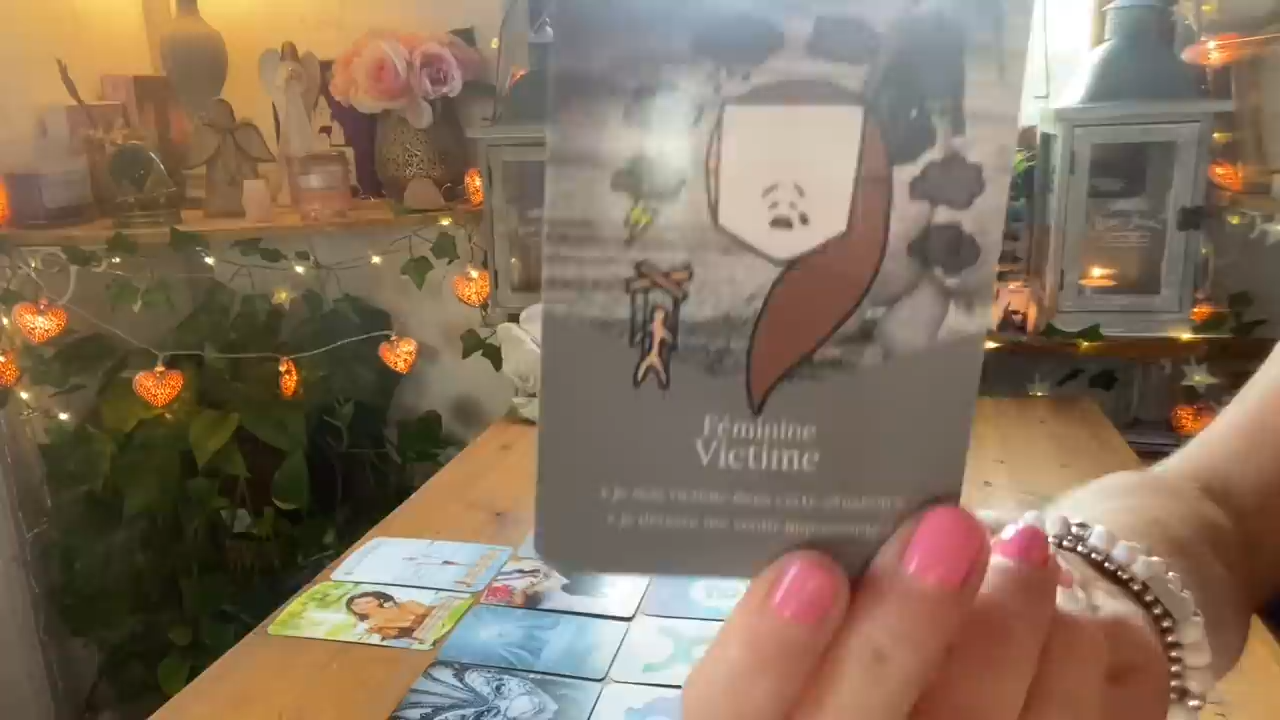 Féminine
Victime
« Je suis victime dans cette situation »
« Je déteste me sentir impuissante »